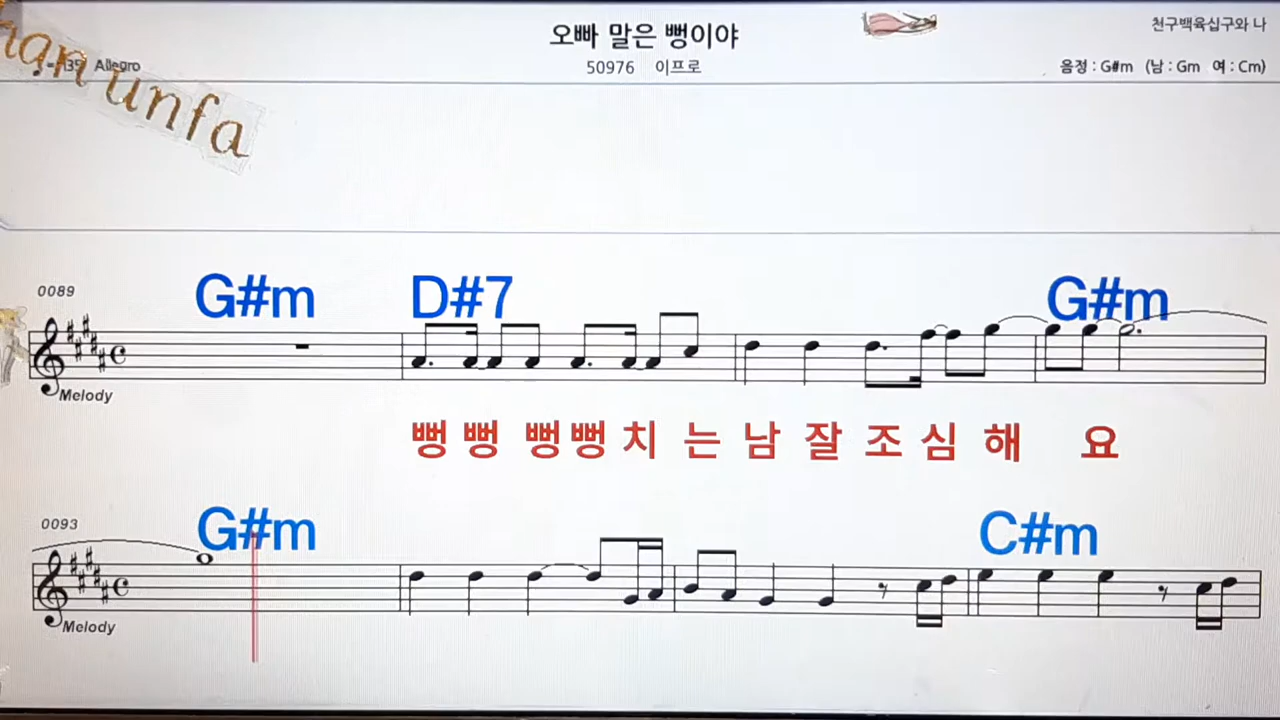 오빠 말은 뻥이야
천구백육십구와 나
Allegro
50976 이프로
음정 : G#m (남 : Gm 여 : Cm)
unfa
0089
G#m D#7 G#m
Melody
뻥 뻥 뻥 뻥 치 는 남 잘 조 심 해 요
0093
G#m C#m
Melody